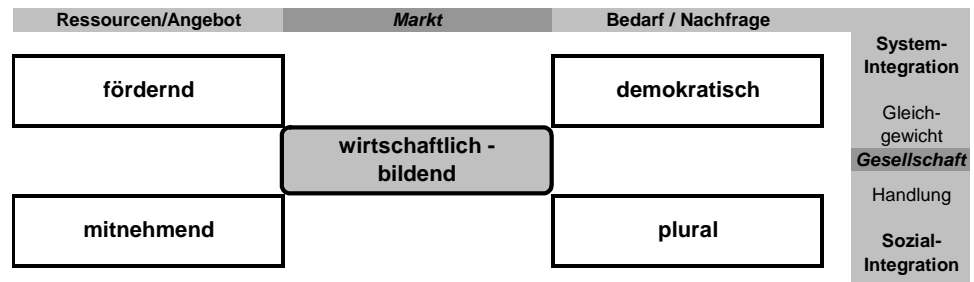 Ressourcen/Angebot
Markt
Bedarf / Nachfrage
System-
Integration
fördernd
demokratisch
Gleich-
gewicht
wirtschaftlich -
bildend
Gesellschaft
Handlung
mitnehmend
plural
Sozial-
Integration